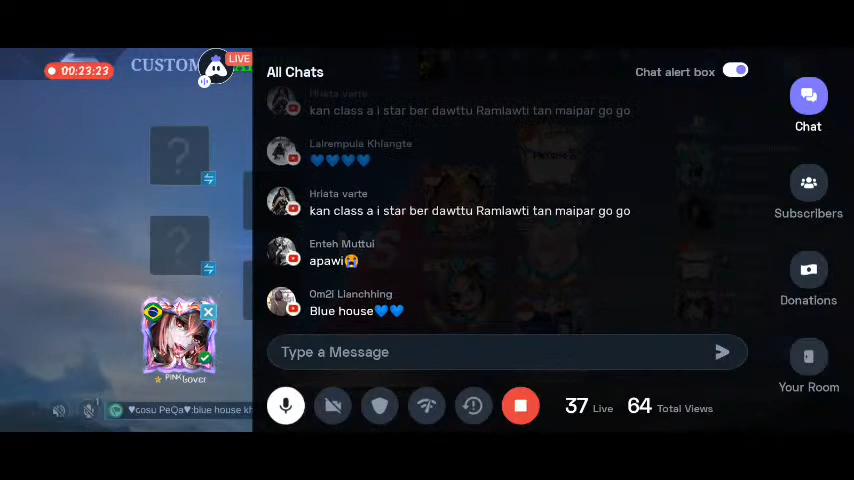 00:23:23
CUSTOM
LIVE
All Chats
Chat alert box
Chat
Hriata varte
kan class a i star ber dawttu Ramlawti tan maipar go go
Lalrempuia Khiangte
💙💙💙💙
Hriata varte
kan class a i star ber dawttu Ramlawti tan maipar go go
Subscribers
Enteh Muttui
apawi😭
Om2i Lianchhing
Blue house💙💙
Donations
Type a Message
PINKLOVER
Your Room
♥cosu PeQa♥:blue house kh
37 Live 64 Total Views